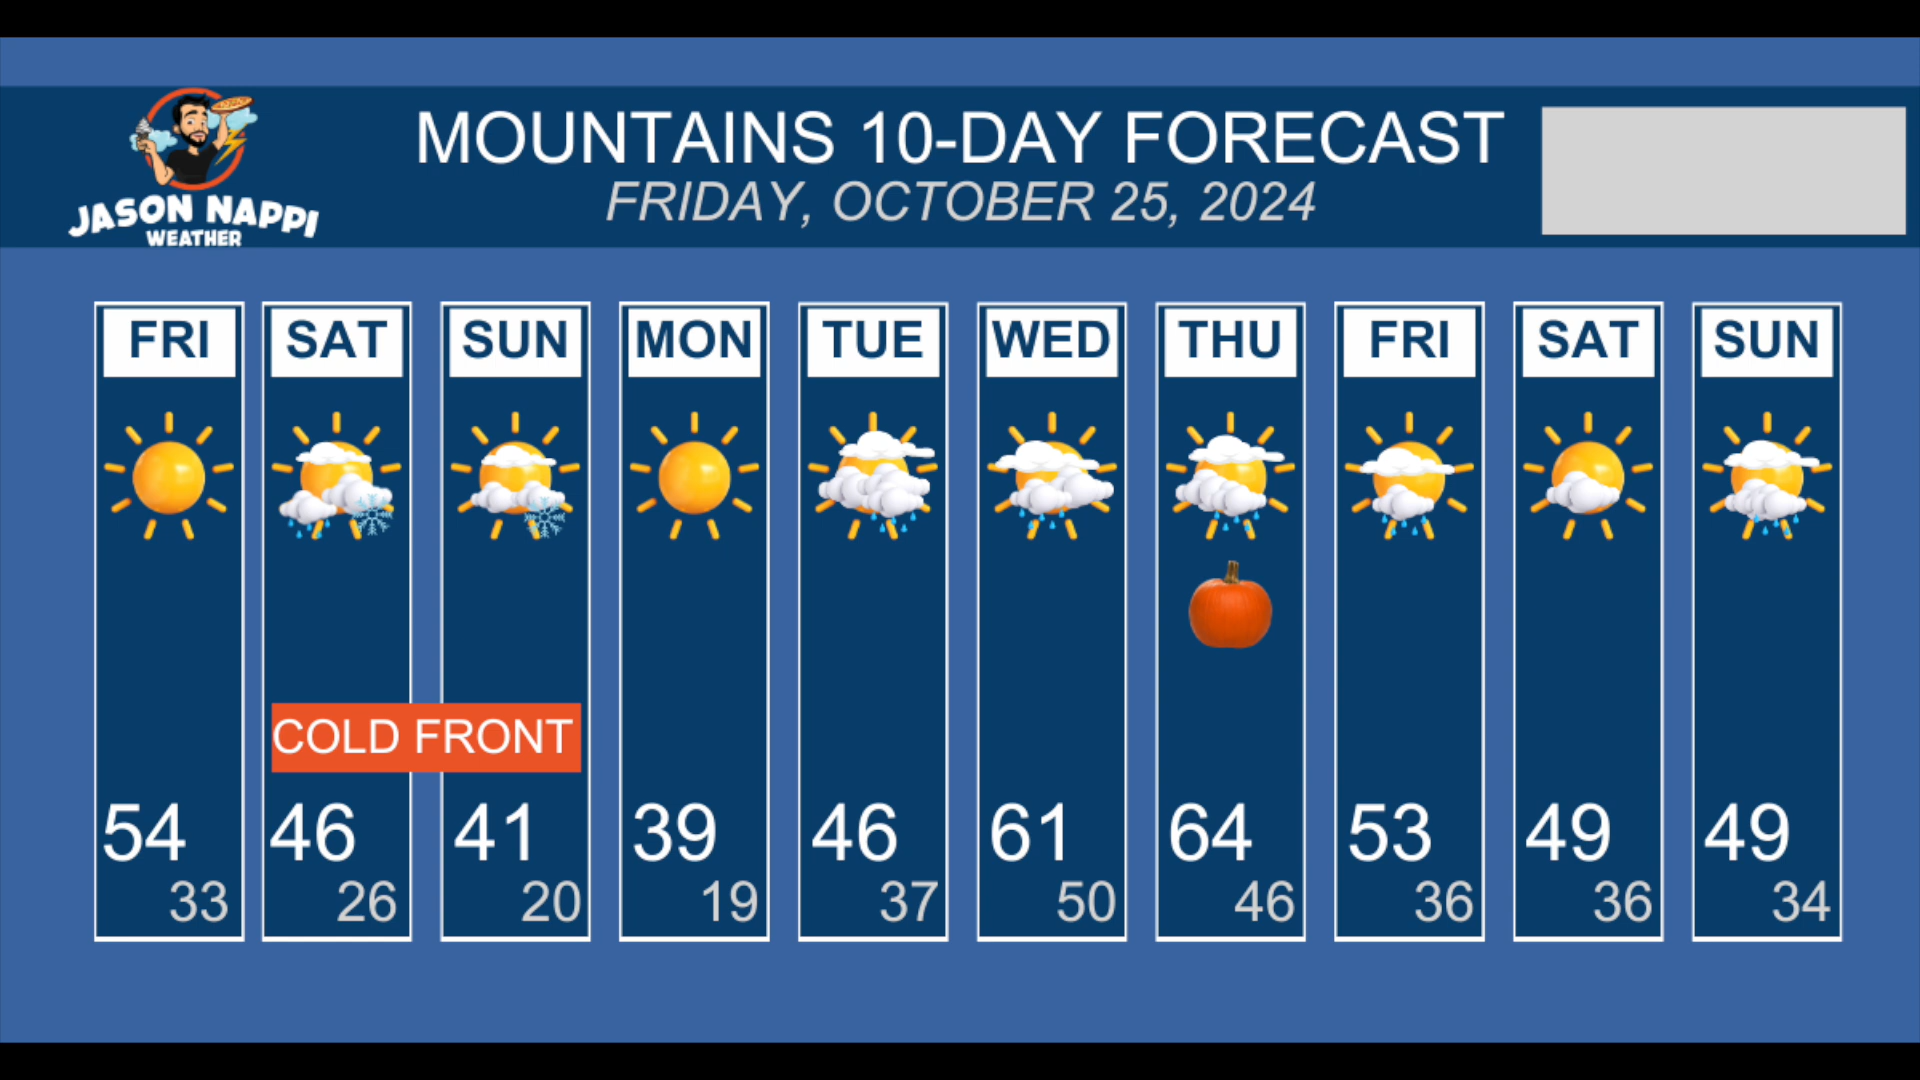 JASON NAPPI
WEATHER
MOUNTAINS 10-DAY FORECAST
FRIDAY, OCTOBER 25, 2024
FRI SAT SUN MON TUE WED THU FRI SAT SUN
COLD FRONT
54 46 41 39 46 61 64 53 49 49
33 26 20 19 37 50 46 36 36 34